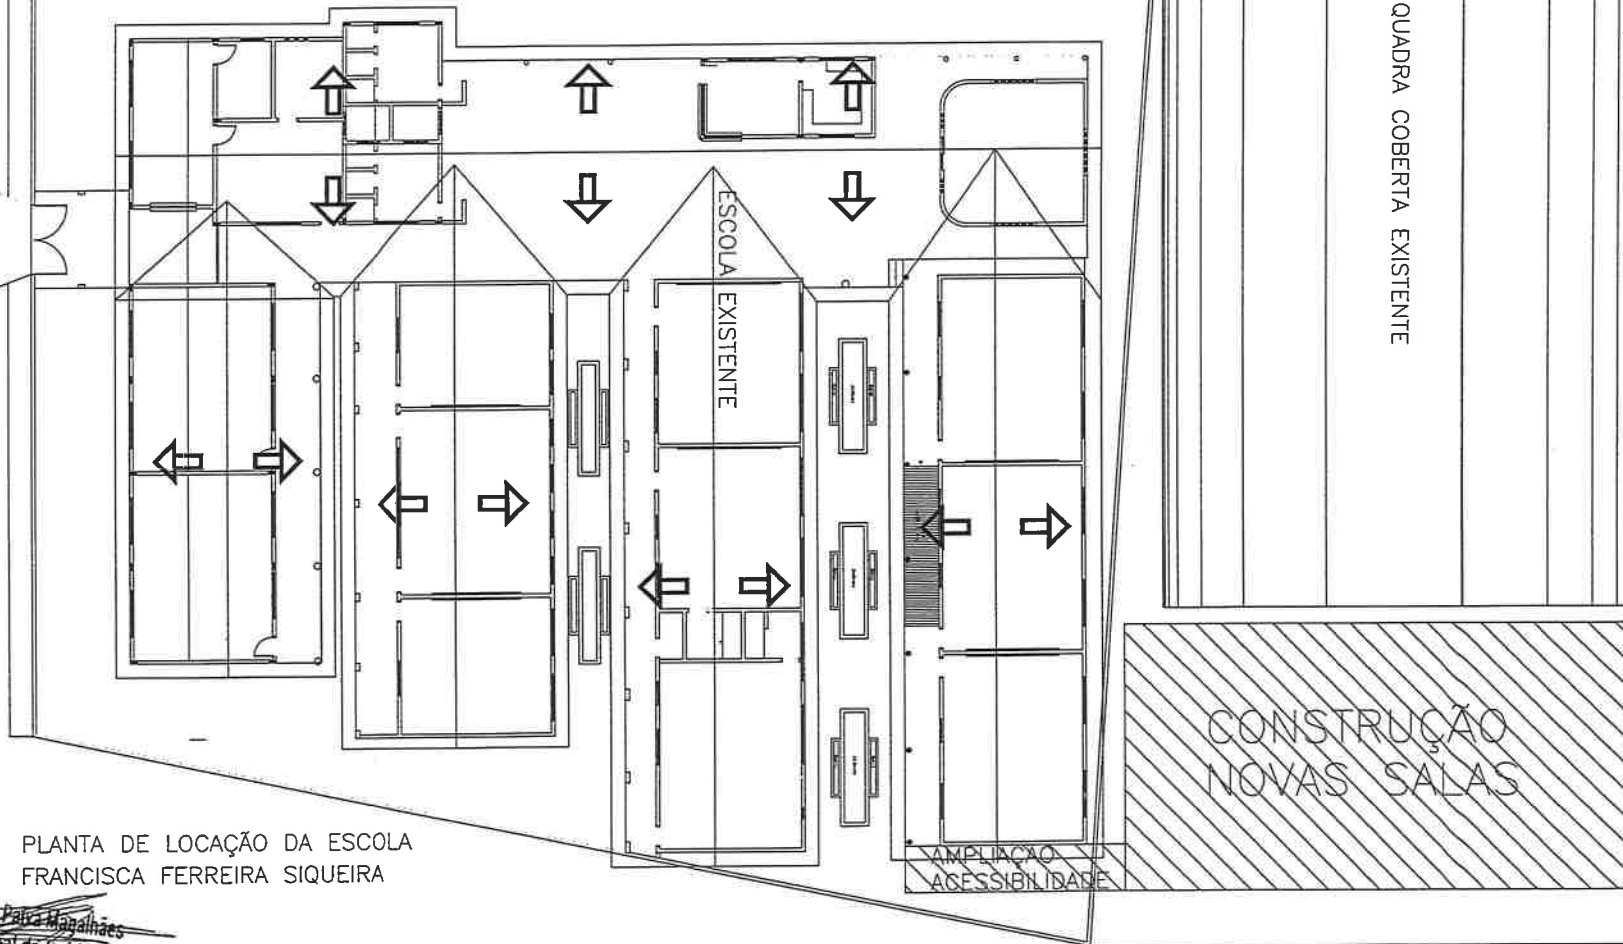 QUADRA COBERTA EXISTENTE
ESCOLA EXISTENTE
CONSTRUÇÃO
NOVAS SALAS
AMPLIAÇÃO
ACESSIBILIDADE
PLANTA DE LOCAÇÃO DA ESCOLA
FRANCISCA FERREIRA SIQUEIRA
Paiva Magalhães